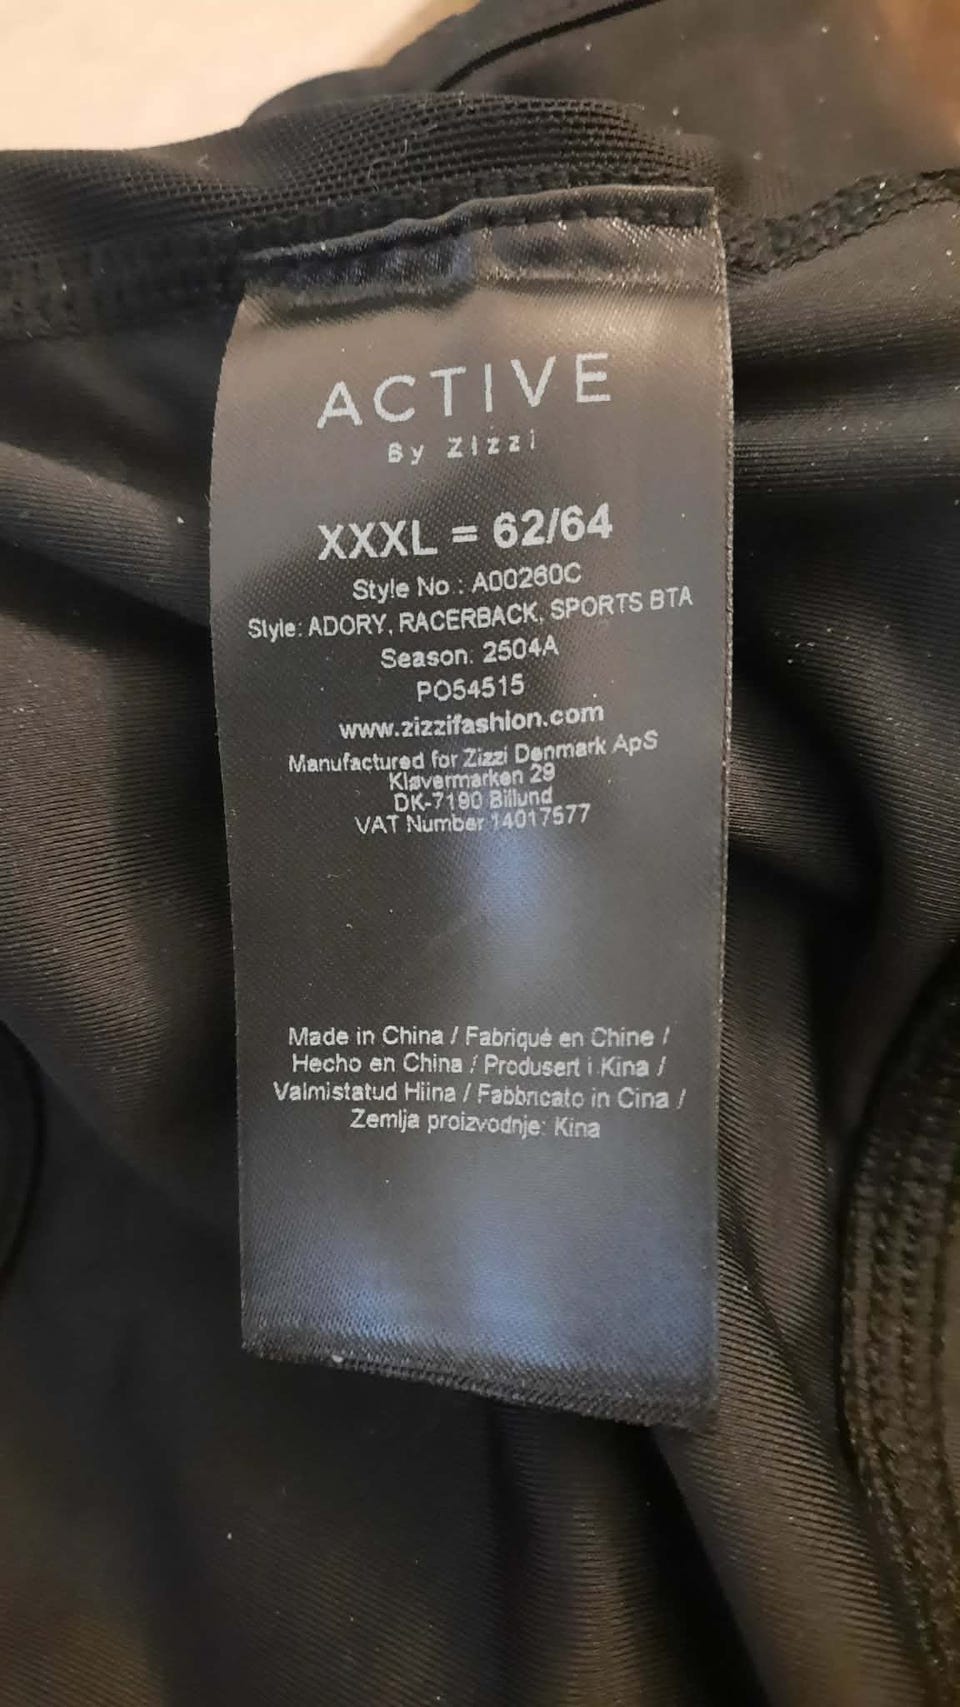 ACTIVE
By Zizzi
XXXL = 62/64
Style No.: A00260C
Style: ADORY, RACERBACK, SPORTS BTA
Season. 2504A
PO54515
www.zizzifashion.com
Manufactured for Zizzi Denmark ApS
Kløvermarken 29
DK-7190 Billund
VAT Number 14017577
Made in China / Fabriqué en Chine /
Hecho en China / Produsert i Kina /
Valmistatud Hiina / Fabbricato in Cina /
Zemlja proizvodnje: Kina